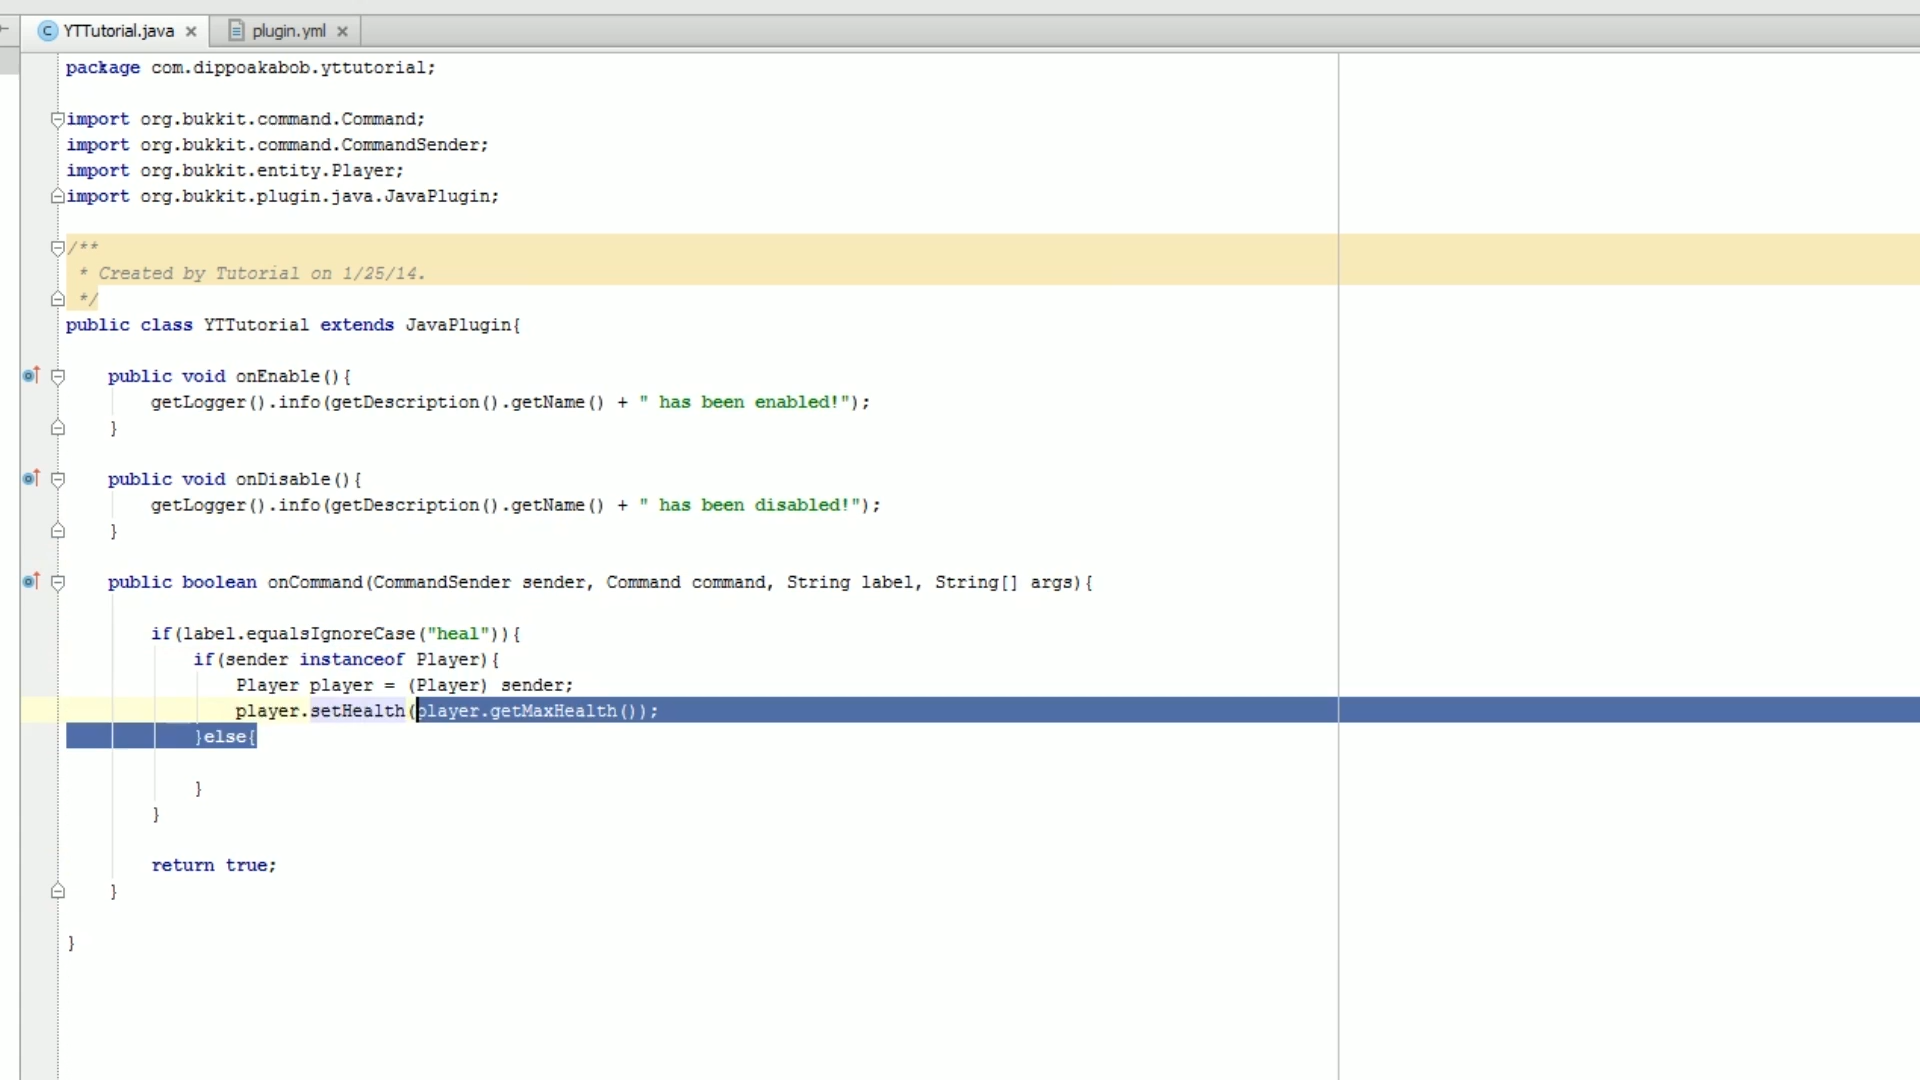 YTTutorial.java
plugin.yml
package com.dippoakabob.yttutorial;
import org.bukkit.command.Command;
import org.bukkit.command.CommandSender;
import org.bukkit.entity.Player;
import org.bukkit.plugin.java.JavaPlugin;
/**
 * Created by Tutorial on 1/25/14.
 */
public class YTTutorial extends JavaPlugin{
    public void onEnable(){
        getLogger().info(getDescription().getName() + " has been enabled!");
    }
    public void onDisable(){
        getLogger().info(getDescription().getName() + " has been disabled!");
    }
    public boolean onCommand(CommandSender sender, Command command, String label, String[] args){
        if(label.equalsIgnoreCase("heal")){
            if(sender instanceof Player){
                Player player = (Player) sender;
                player.setHealth(player.getMaxHealth());
            }else{
            }
        }
        return true;
    }
}